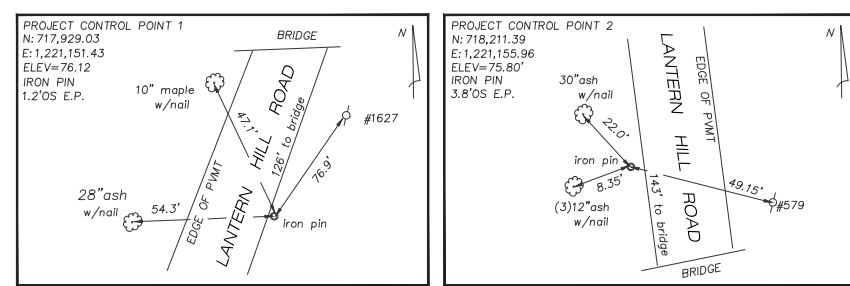 PROJECT CONTROL POINT 1
N: 717,929.03
E: 1,221,151.43
ELEV=76.12
IRON PIN
1.2'OS E.P.
BRIDGE
N
10" maple
w/nail
47.1'
LANTERN HILL ROAD
126' to bridge
#1627
76.9'
EDGE OF PVMT
28"ash
w/nail
54.3'
iron pin
PROJECT CONTROL POINT 2
N: 718,211.39
E: 1,221,155.96
ELEV=75.80'
IRON PIN
3.8'OS E.P.
N
LANTERN HILL ROAD
EDGE OF PVMT
30"ash
w/nail
22.0'
iron pin
8.35'
143' to bridge
49.15'
#579
(3)12"ash
w/nail
BRIDGE